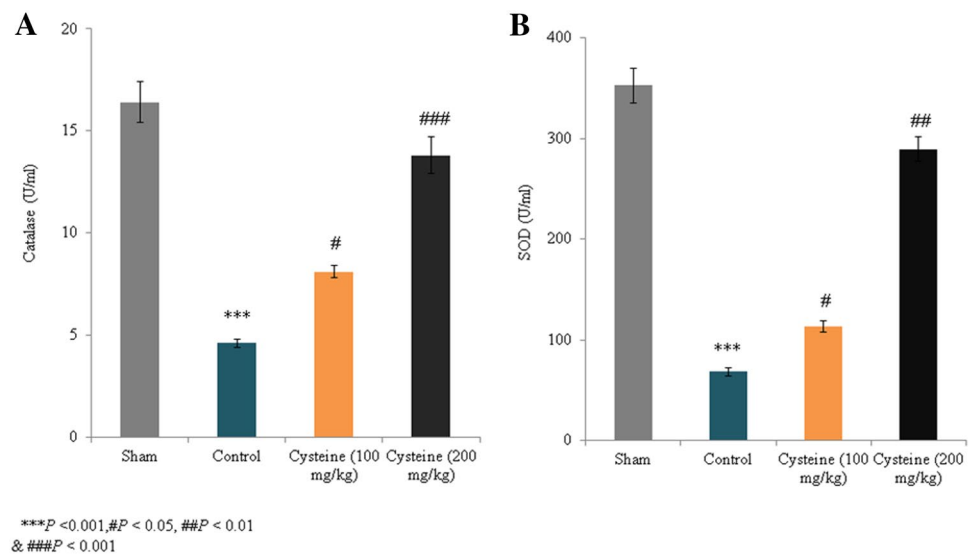 A
Catalase (U/ml)
20
15
10
5
0
***
#
###
Sham
Control
Cysteine (100
mg/kg)
Cysteine (200
mg/kg)
B
SOD (U/ml)
400
300
200
100
0
***
#
##
Sham
Control
Cysteine (100
mg/kg)
Cysteine (200
mg/kg)
***P <0.001,#P < 0.05, ##P < 0.01
& ###P < 0.001